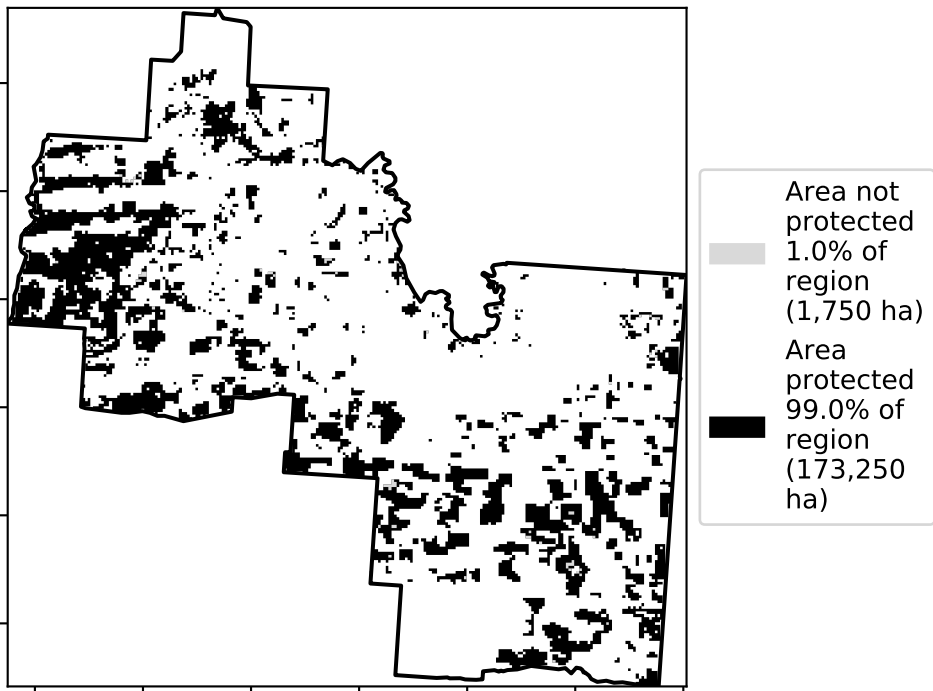 Area not
protected
1.0% of
region
(1,750 ha)
Area
protected
99.0% of
region
(173,250
ha)